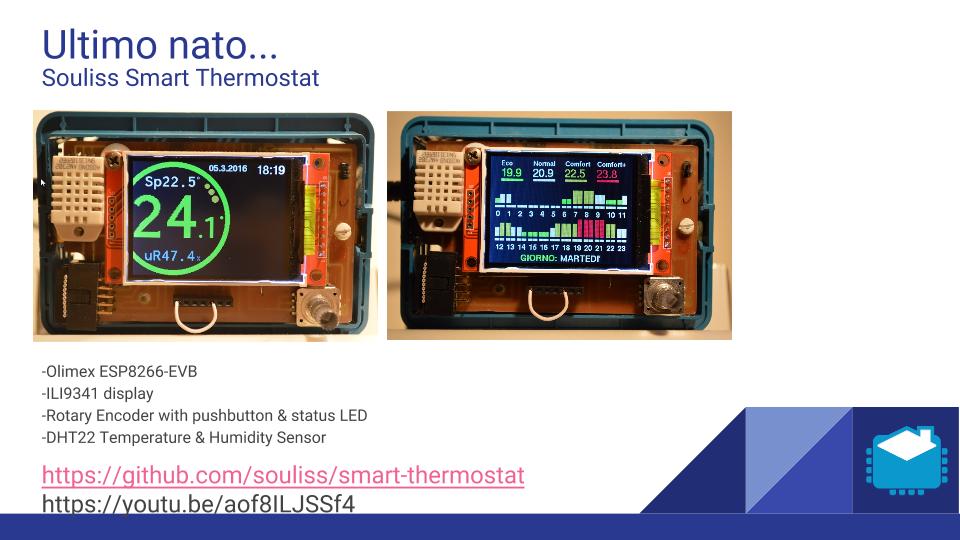 Ultimo nato...
Souliss Smart Thermostat
05.3.2016 18:19
Sp22.5°
24.1°
uR47.4%
Eco Normal Comfort Comfort+
19.9 20.9 22.5 23.8
0 1 2 3 4 5 6 7 8 9 10 11
12 13 14 15 16 17 18 19 20 21 22 23
GIORNO: MARTEDI'
-Olimex ESP8266-EVB
-ILI9341 display
-Rotary Encoder with pushbutton & status LED
-DHT22 Temperature & Humidity Sensor
https://github.com/souliss/smart-thermostat
https://youtu.be/aof8ILJSSf4